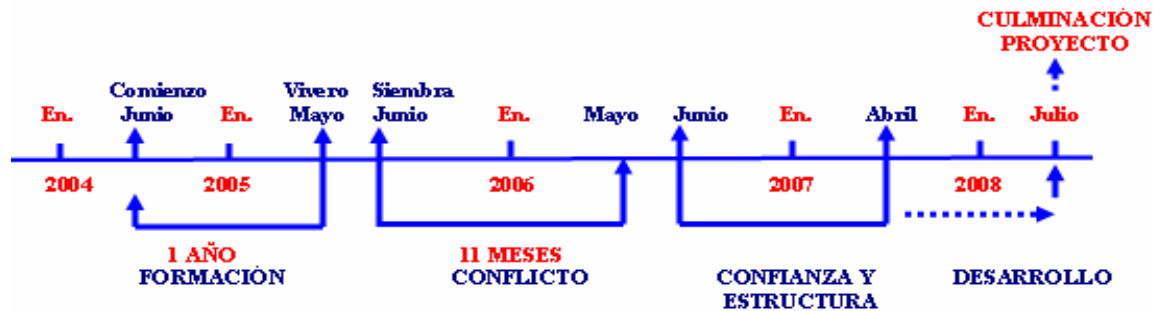 CULMINACIÓN
PROYECTO
Comienzo Vivero Siembra
En. Junio En. Mayo Junio En. Mayo Junio En. Abril En. Julio
2004 2005 2006 2007 2008
1 AÑO 11 MESES
FORMACIÓN CONFLICTO CONFIANZA Y DESARROLLO
ESTRUCTURA